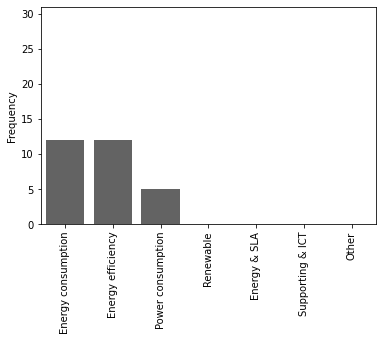 30
25
20
15
10
5
0
Frequency
Energy consumption
Energy efficiency
Power consumption
Renewable
Energy & SLA
Supporting & ICT
Other